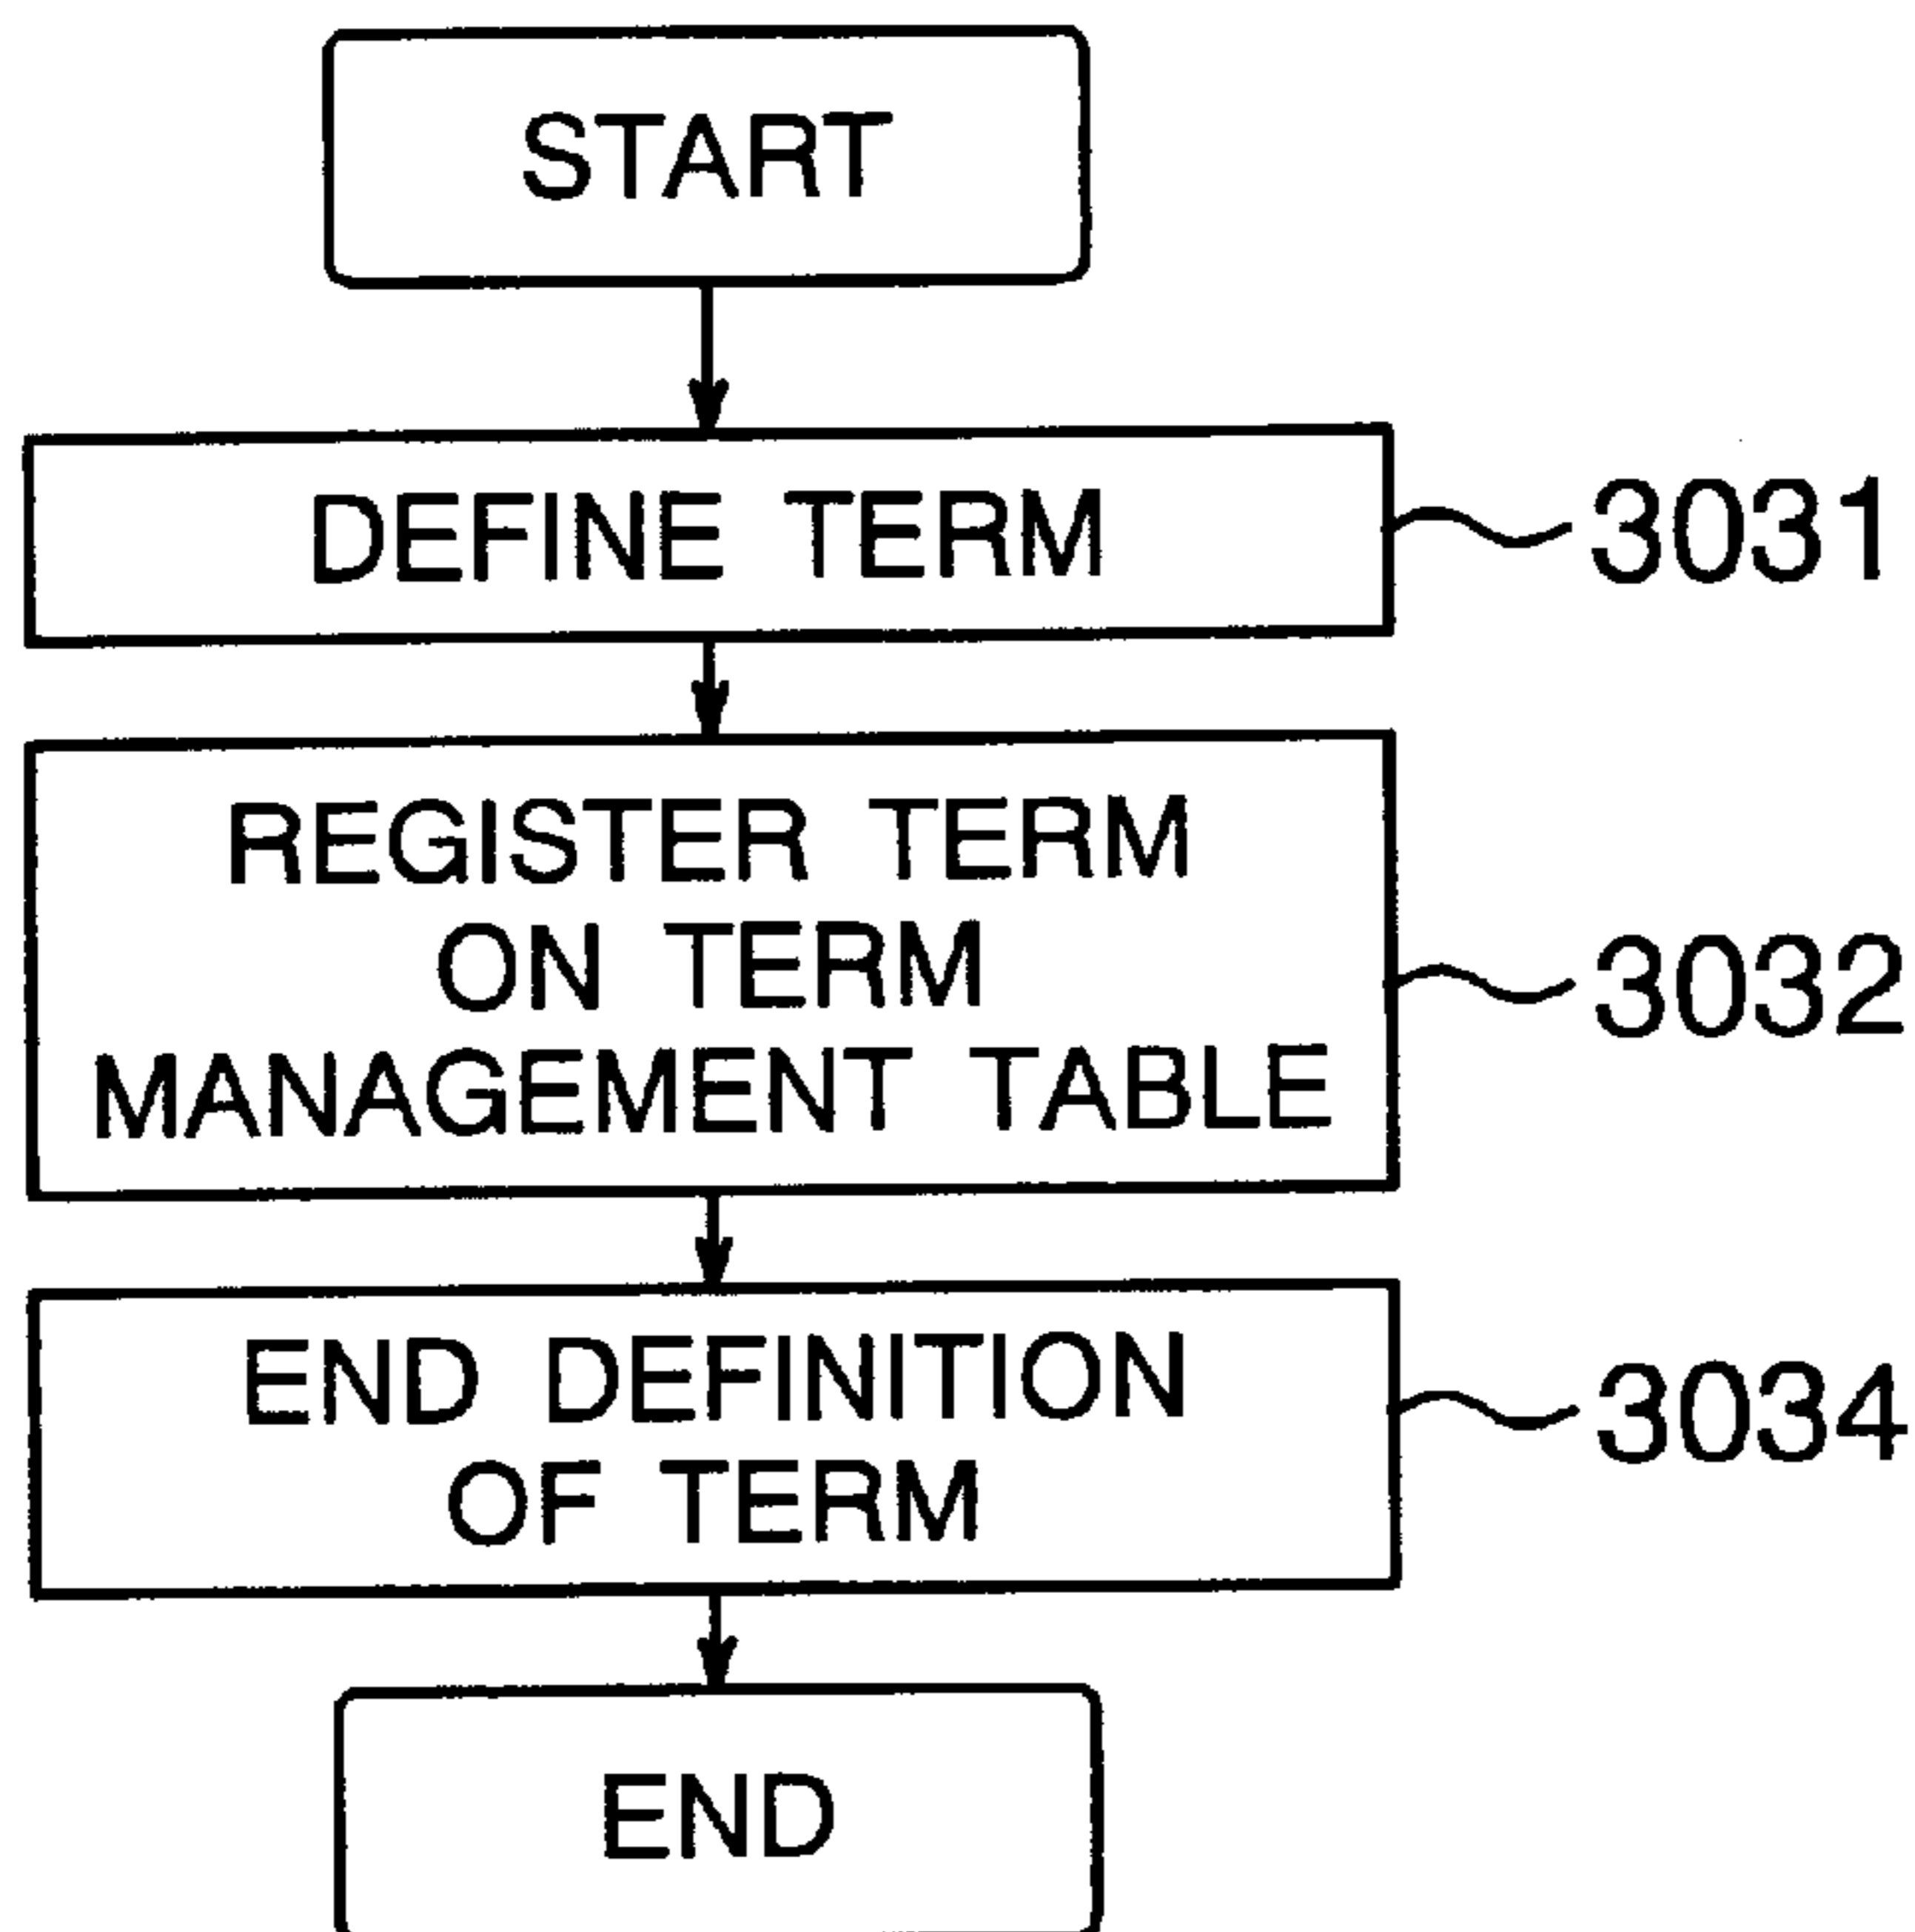 START
DEFINE TERM
3031
REGISTER TERM
ON TERM
MANAGEMENT TABLE
3032
END DEFINITION
OF TERM
3034
END